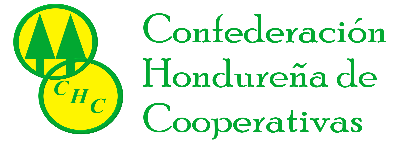 CHC
Confederación
Hondureña de
Cooperativas